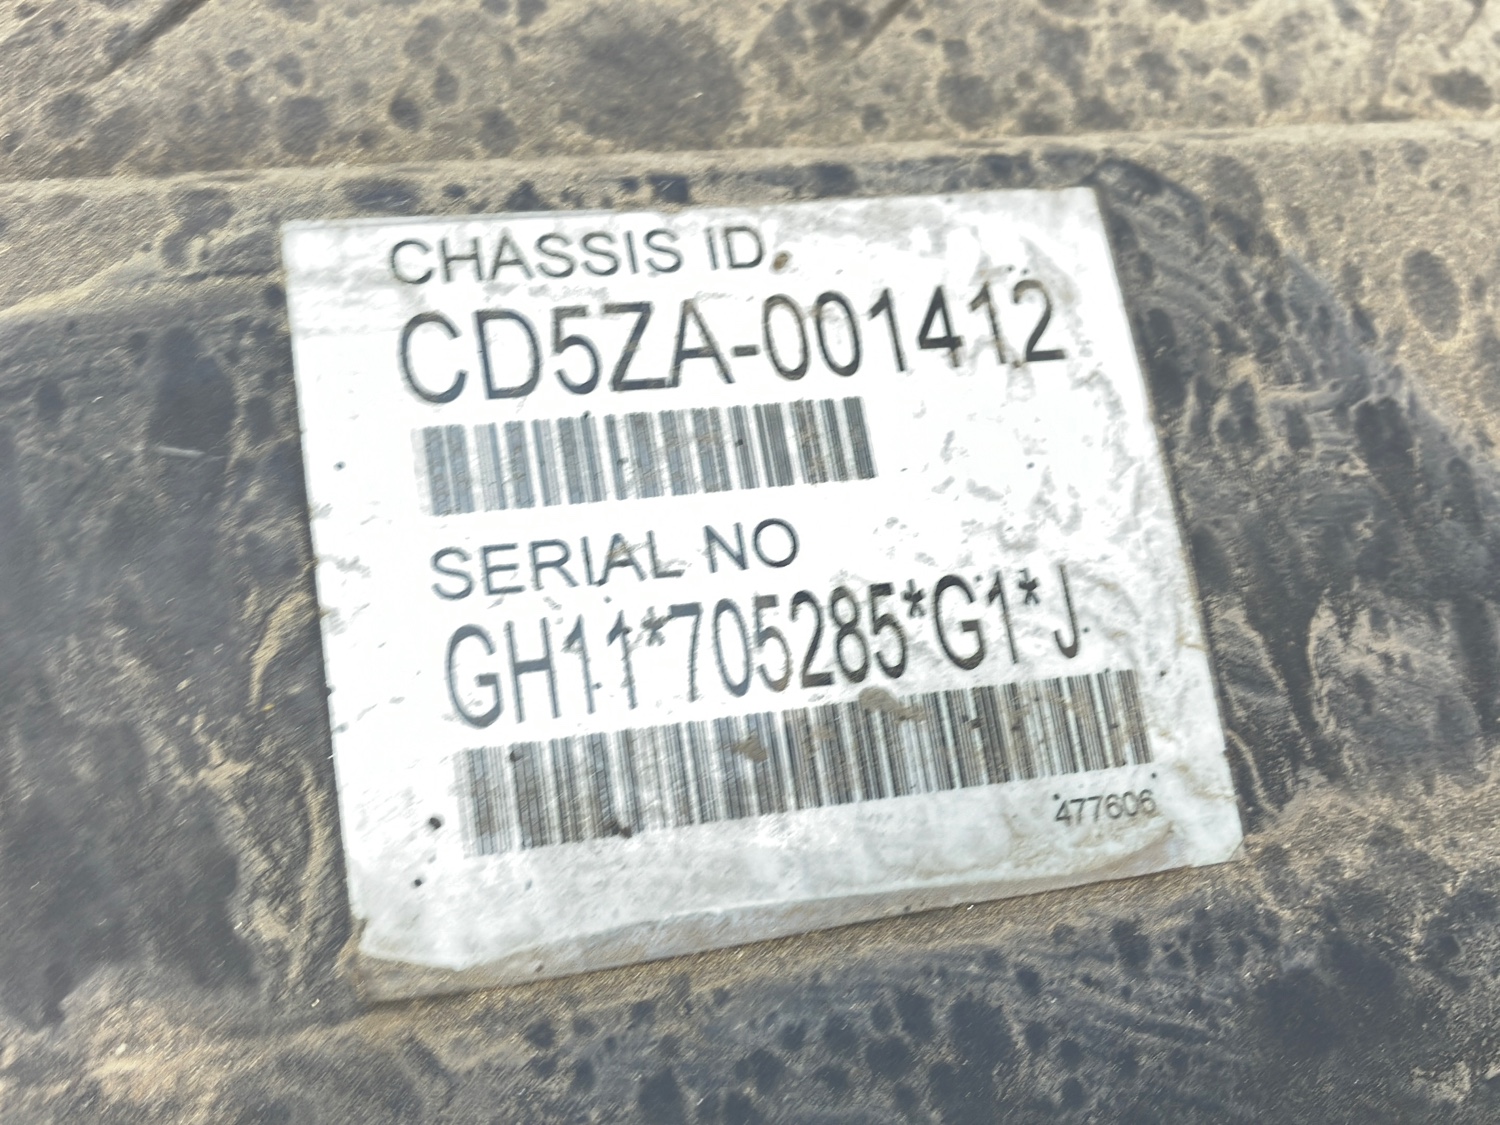 CHASSIS ID.
CD5ZA-001412
SERIAL NO
GH11*705285*G1*J
477606